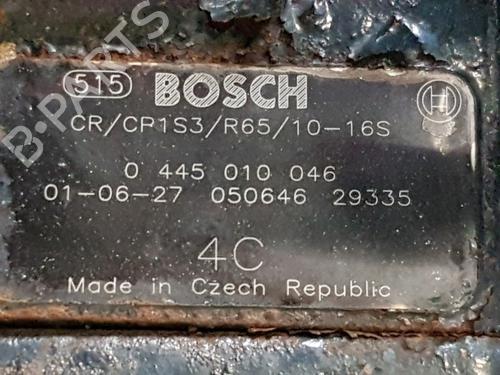 B-PARTS
515 BOSCH
CR/CP1S3/R65/10-16S
0 445 010 046
01-06-27 050646 29335
4C
Made in Czech Republic